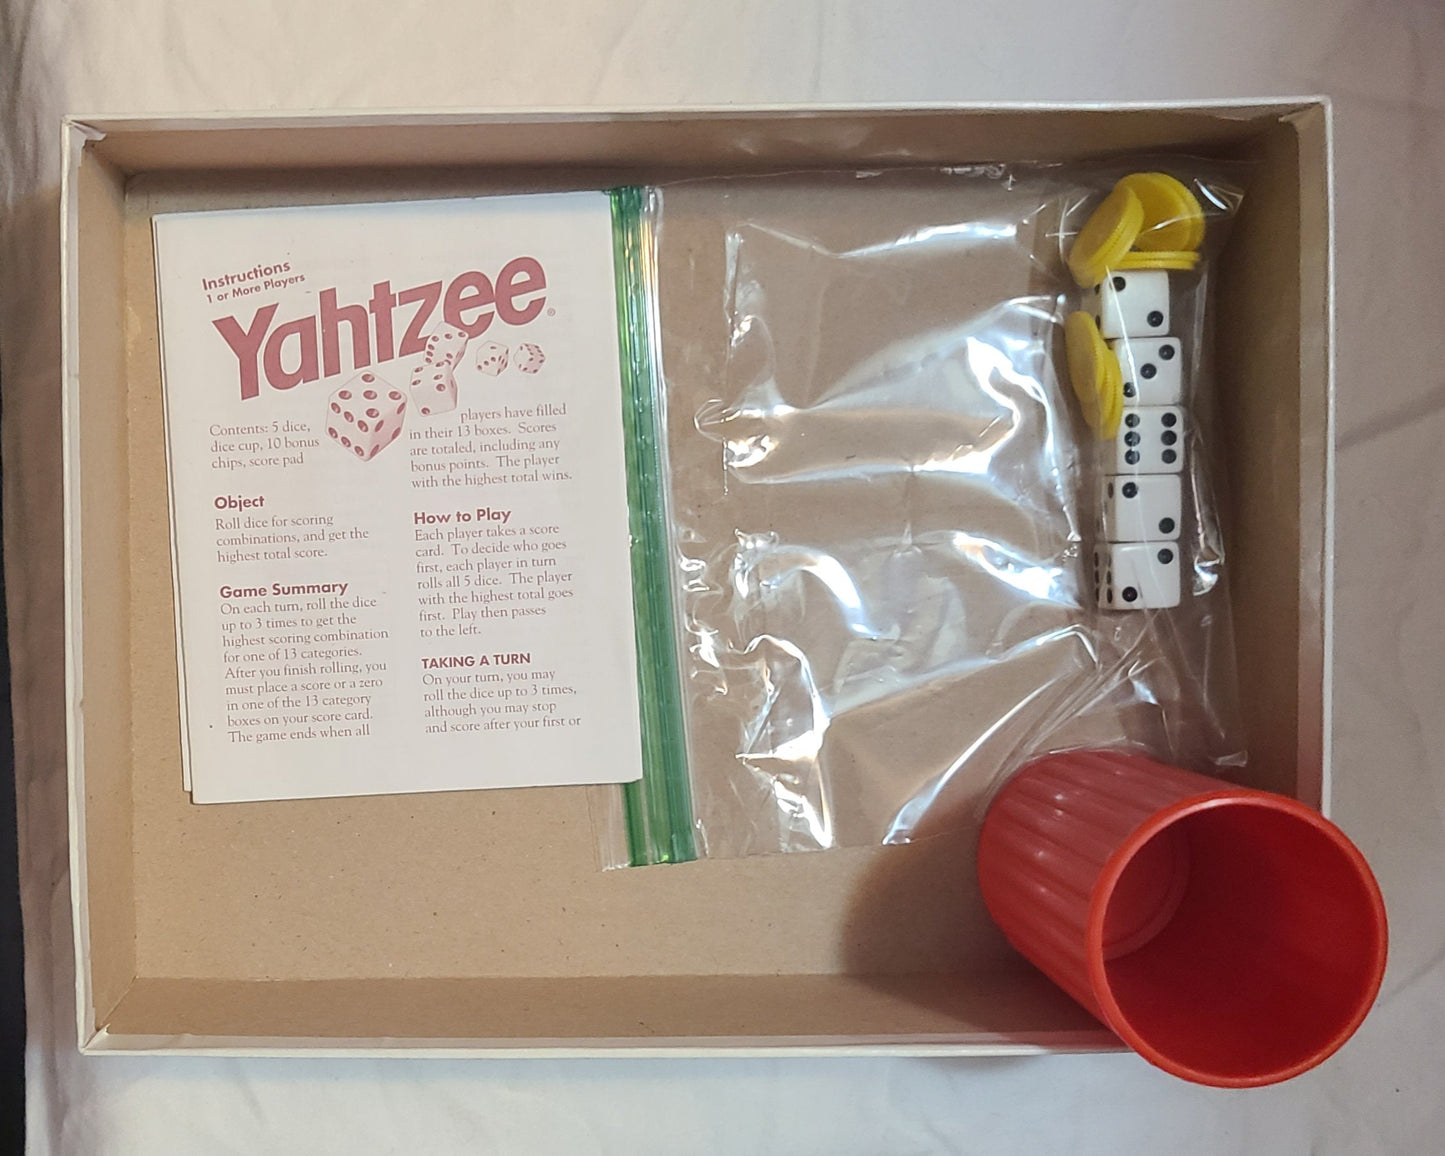 Instructions
1 or More Players
Yahtzee®
Contents: 5 dice,
dice cup, 10 bonus
chips, score pad
Object
Roll dice for scoring
combinations, and get the
highest total score.
Game Summary
On each turn, roll the dice
up to 3 times to get the
highest scoring combination
for one of 13 categories.
After you finish rolling, you
must place a score or a zero
in one of the 13 category
boxes on your score card.
The game ends when all
players have filled
in their 13 boxes. Scores
are totaled, including any
bonus points. The player
with the highest total wins.
How to Play
Each player takes a score
card. To decide who goes
first, each player in turn
rolls all 5 dice. The player
with the highest total goes
first. Play then passes
to the left.
TAKING A TURN
On your turn, you may
roll the dice up to 3 times,
although you may stop
and score after your first or